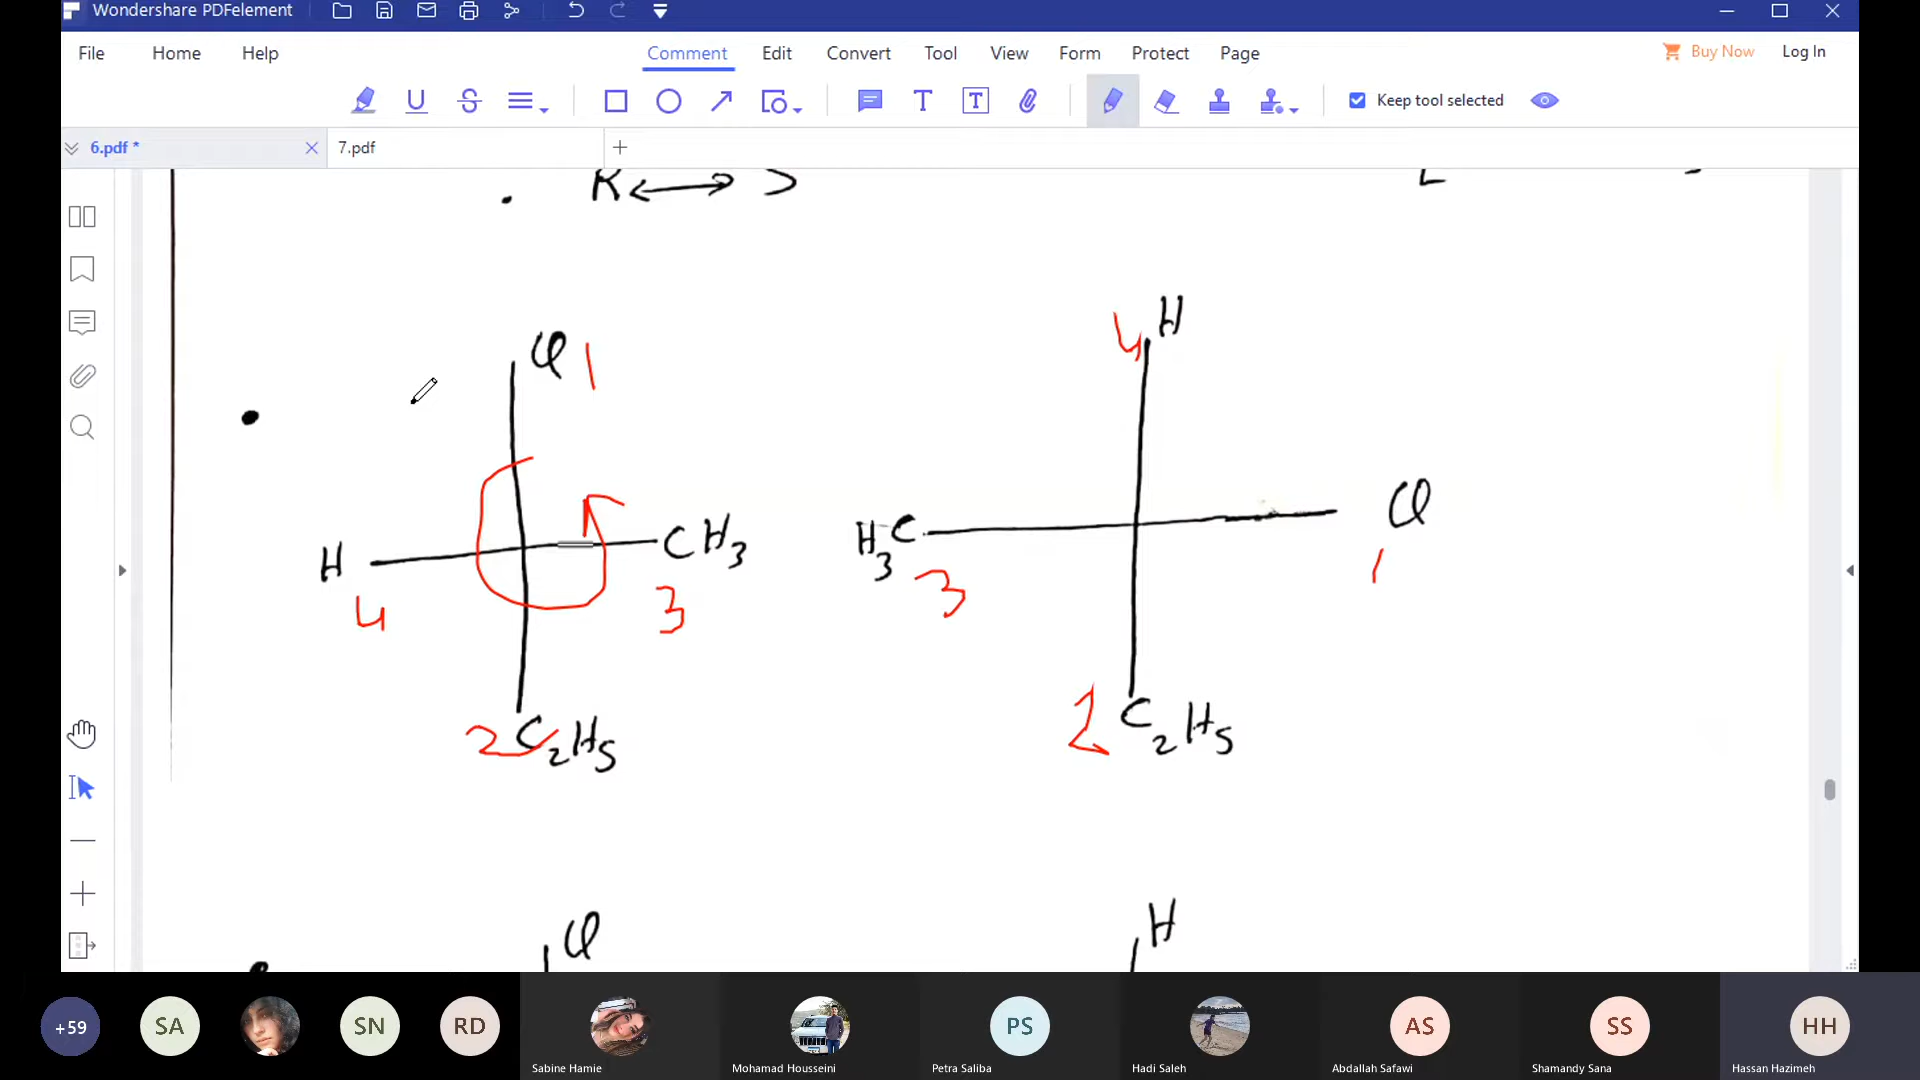 Wondershare PDFelement
File Home Help Comment Edit Convert Tool View Form Protect Page Buy Now Log In
Keep tool selected
6.pdf * 7.pdf
R S
L
Cl 1
H 4
H CH3
4 3
2 C2H5
H3C Cl
3 1
2 C2H5
Cl H
+59 SA SN RD PS AS SS HH
Sabine Hamie Mohamad Housseini Petra Saliba Hadi Saleh Abdallah Safawi Shamandy Sana Hassan Hazimeh